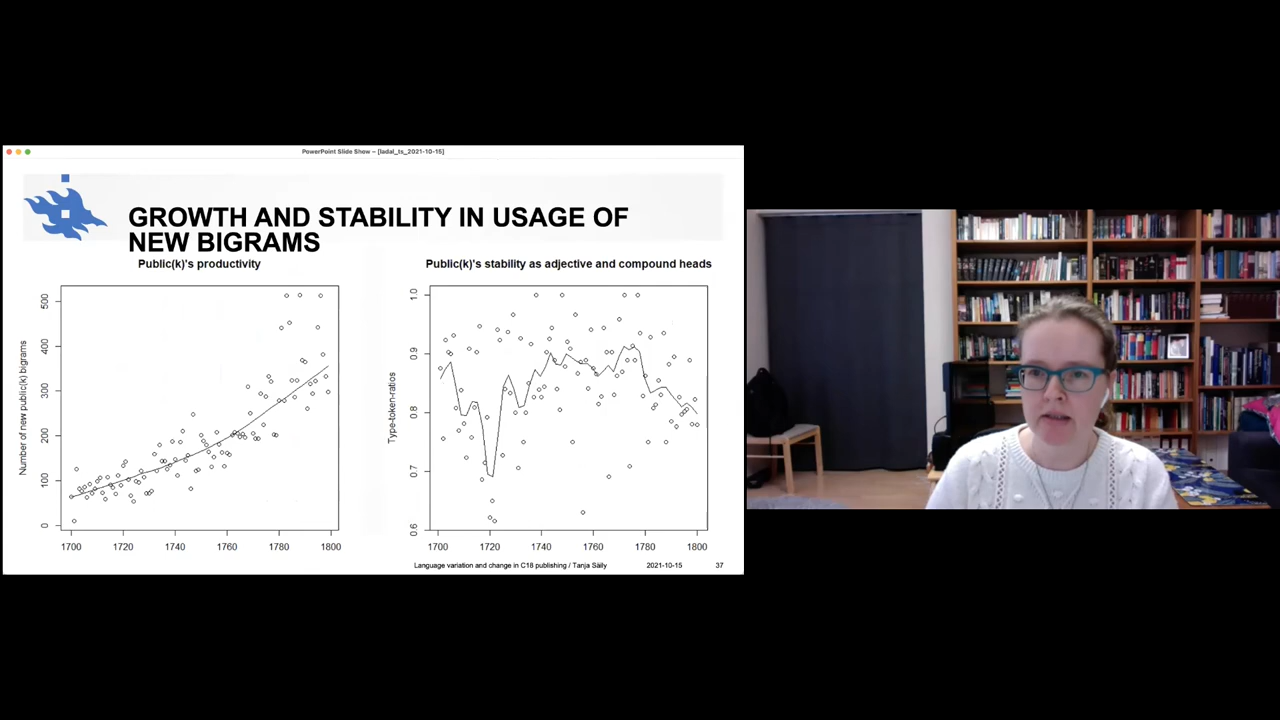 PowerPoint Slide Show – [ladal_ts_2021-10-15]
GROWTH AND STABILITY IN USAGE OF
NEW BIGRAMS
Public(k)'s productivity
Number of new public(k) bigrams
500
400
300
200
100
0
1700 1720 1740 1760 1780 1800
Public(k)'s stability as adjective and compound heads
Type-token-ratios
1.0
0.9
0.8
0.7
0.6
1700 1720 1740 1760 1780 1800
Language variation and change in C18 publishing / Tanja Säily 2021-10-15 37